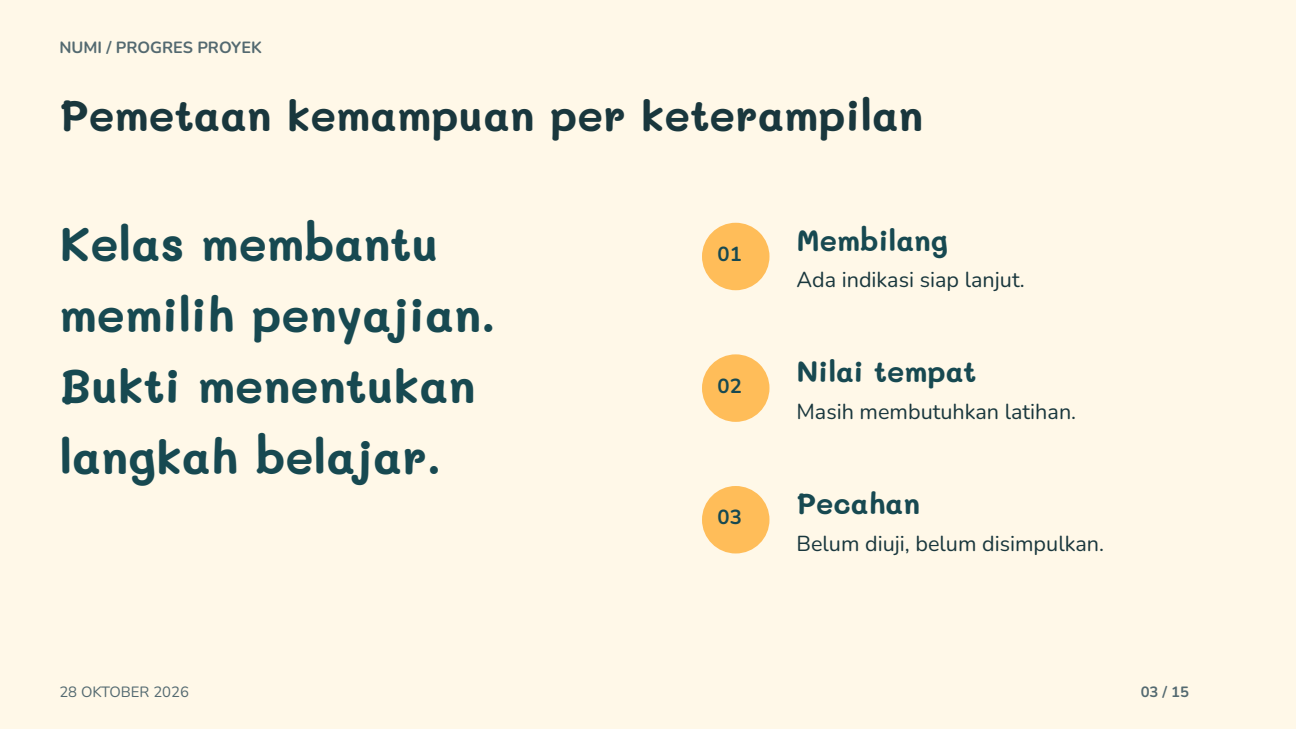 NUMI / PROGRES PROYEK
Pemetaan kemampuan per keterampilan
Kelas membantu
memilih penyajian.
Bukti menentukan
langkah belajar.
01
Membilang
Ada indikasi siap lanjut.
02
Nilai tempat
Masih membutuhkan latihan.
03
Pecahan
Belum diuji, belum disimpulkan.
28 OKTOBER 2026
03 / 15